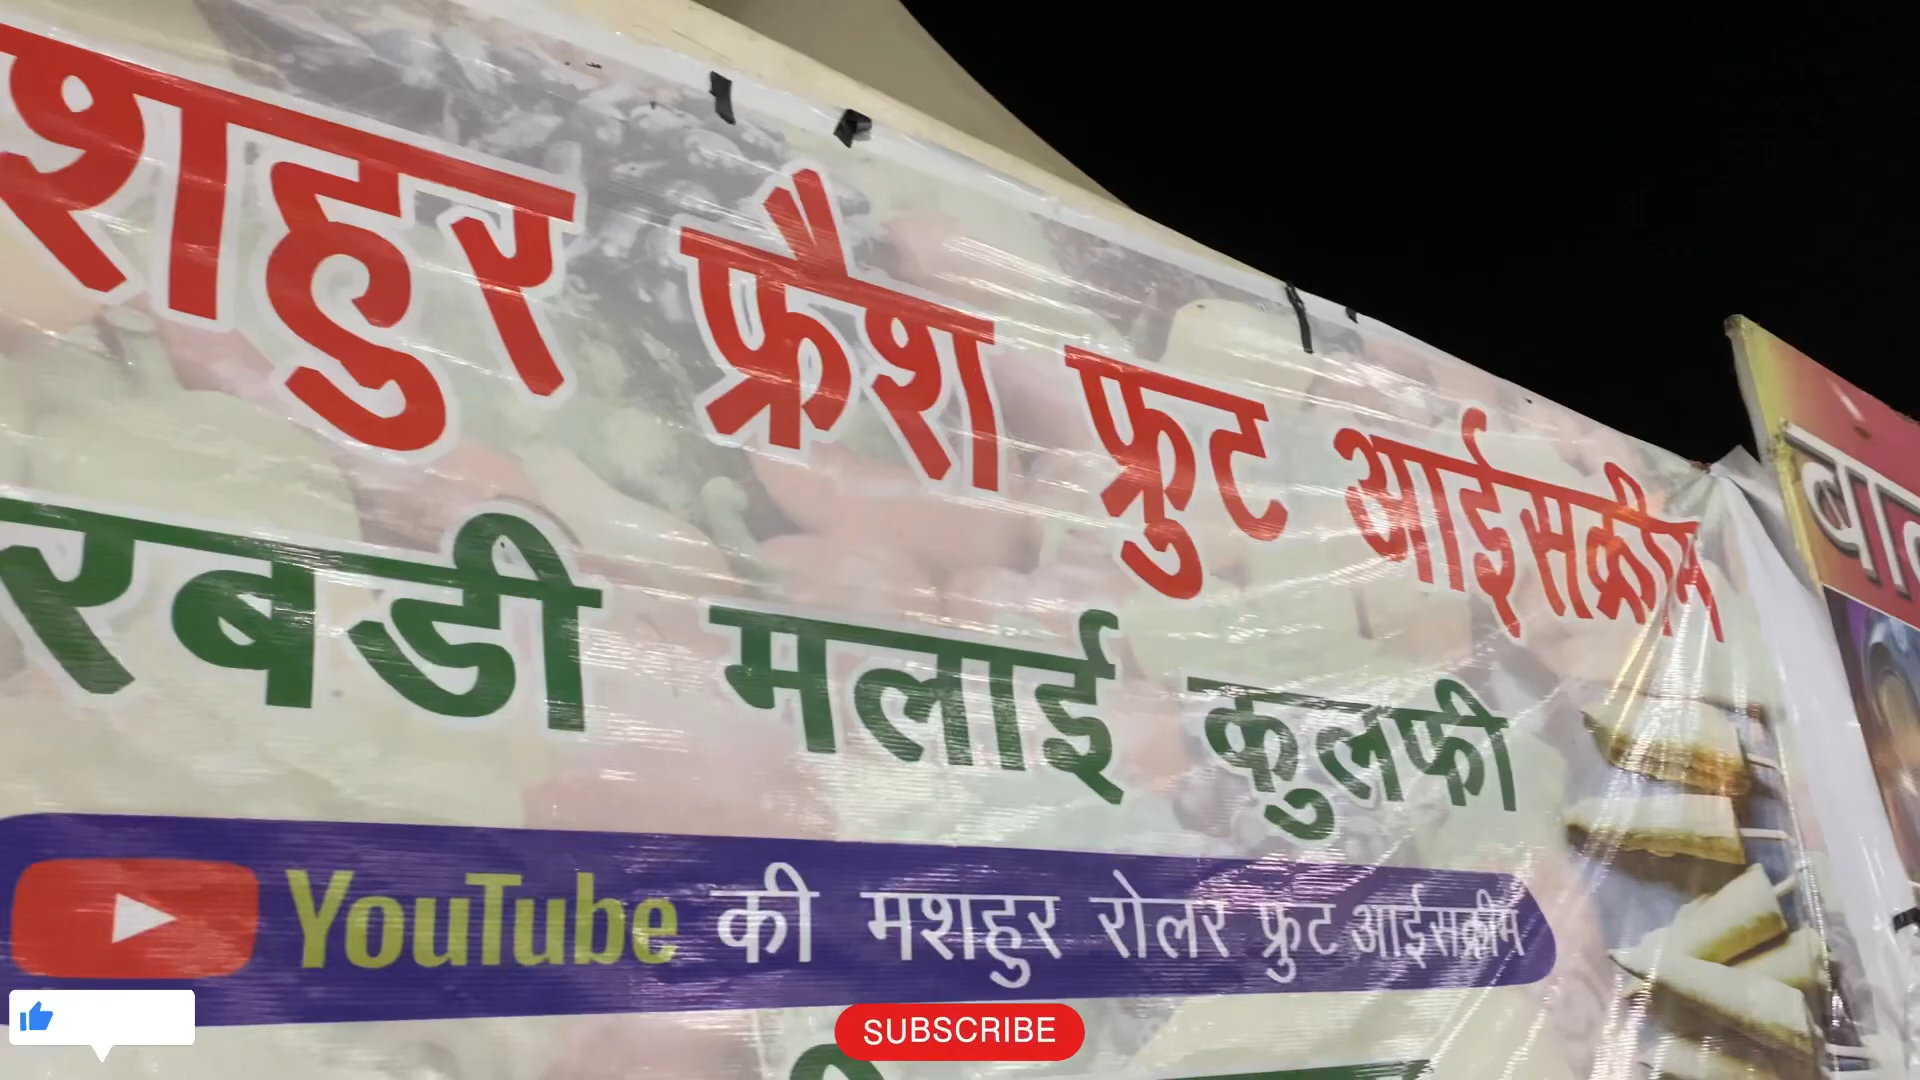 शहुर फ्रैश फ्रुट आईसक्रीम
रबडी मलाई कुलफी
YouTube की मशहुर रोलर फ्रुट आईसक्रीम
SUBSCRIBE